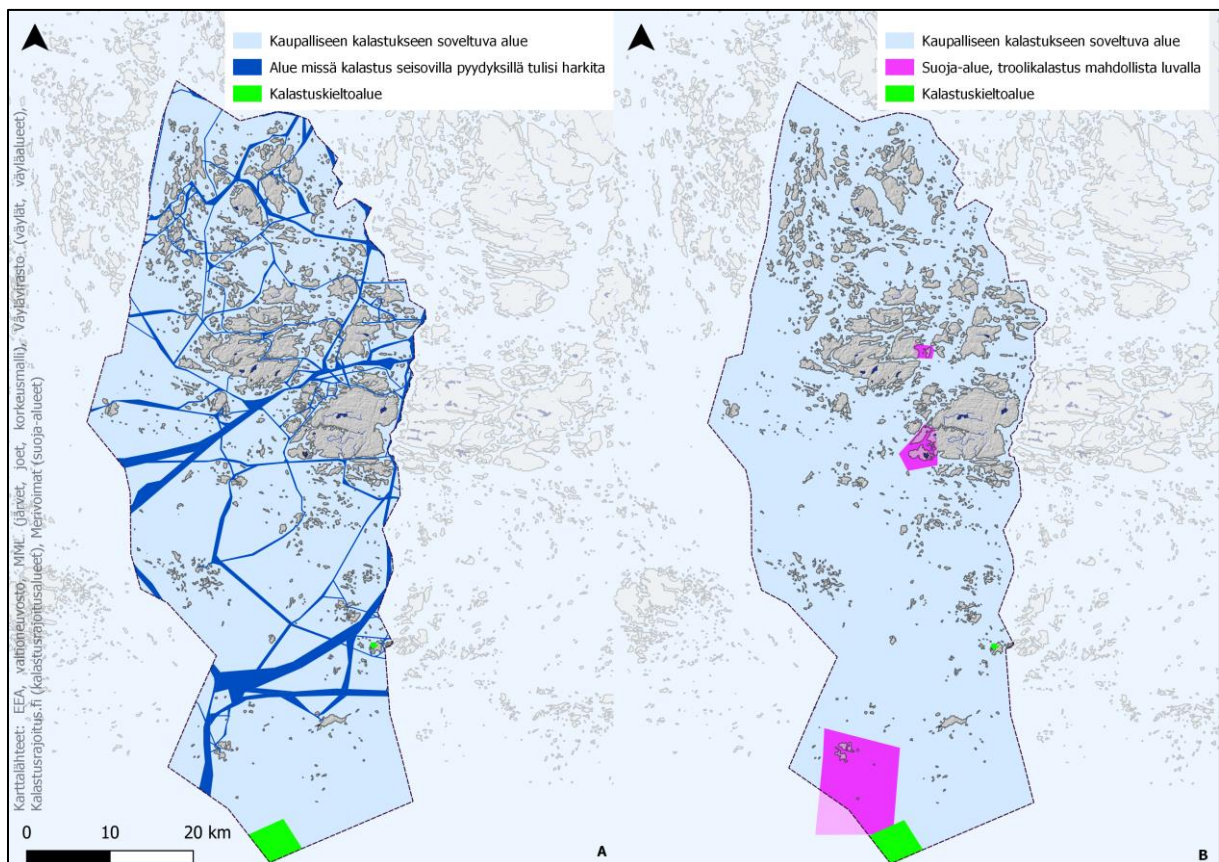 Kaupalliseen kalastukseen soveltuva alue
Alue missä kalastus seisovilla pyydyksillä tulisi harkita
Kalastuskieltoalue
Kaupalliseen kalastukseen soveltuva alue
Suoja-alue, troolikalastus mahdollista luvalla
Kalastuskieltoalue
Karttalähteet: EEA, valtioneuvosto, MML (järvet, joet, korkeusmalli), Väylävirasto (väylät, väyläalueet),
Kalastusrajoitus.fi (kalastusrajoitusalueet), Merivoimat (suoja-alueet)
0 10 20 km
A
B